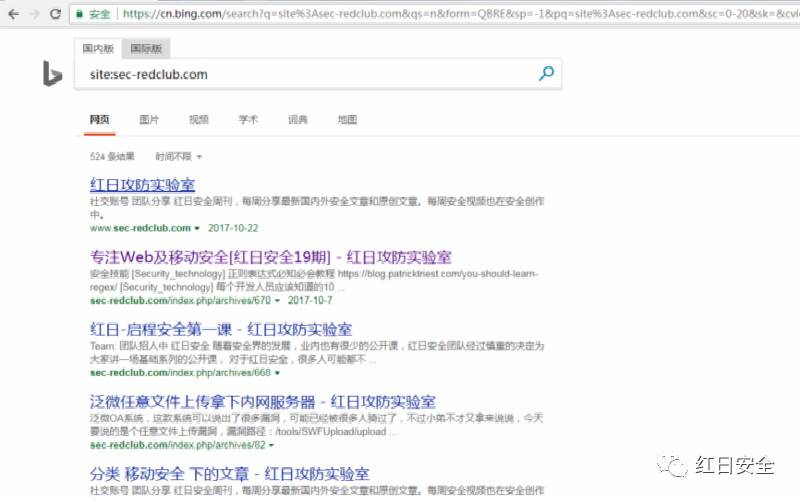 安全 https://cn.bing.com/search?q=site%3Asec-redclub.com&qs=n&form=QBRE&sp=-1&pq=site%3Asec-redclub.com&sc=0-20&sk=&cvi
国内版 国际版
site:sec-redclub.com
网页 图片 视频 学术 词典 地图
524 条结果 时间不限
红日攻防实验室
社交账号 团队分享 红日安全周刊，每周分享最新国内外安全文章和原创文章。每周安全视频也在安全创作
中。
www.sec-redclub.com 2017-10-22
专注Web及移动安全[红日安全19期] - 红日攻防实验室
安全技能 [Security_technology] 正则表达式必知必会教程 https://blog.patricktriest.com/you-should-learn-
regex/ [Security_technology] 每个开发人员应该知道的10 ...
sec-redclub.com/index.php/archives/670 2017-10-7
红日-启程安全第一课 - 红日攻防实验室
Team: 团队招人中 红日安全 随着安全界的发展，业内也有很少的公开课，红日安全团队经过慎重的决定为
大家讲一场基础系列的公开课， 对于红日安全，很多人可能都不 ...
sec-redclub.com/index.php/archives/668
泛微任意文件上传拿下内网服务器 - 红日攻防实验室
泛微OA系统，这款系统可以说出了很多漏洞，可能已经被很多人骑过了，不过小弟不才又拿来说说，今天
要说的是个任意文件上传漏洞，漏洞路径：/tools/SWFUpload/upload ...
sec-redclub.com/index.php/archives/82
分类 移动安全 下的文章 - 红日攻防实验室
社交账号 团队分享 红日安全周刊，每周分享最新国内外安全文章和原创文章。每周安全视频也在安全创作
红日安全